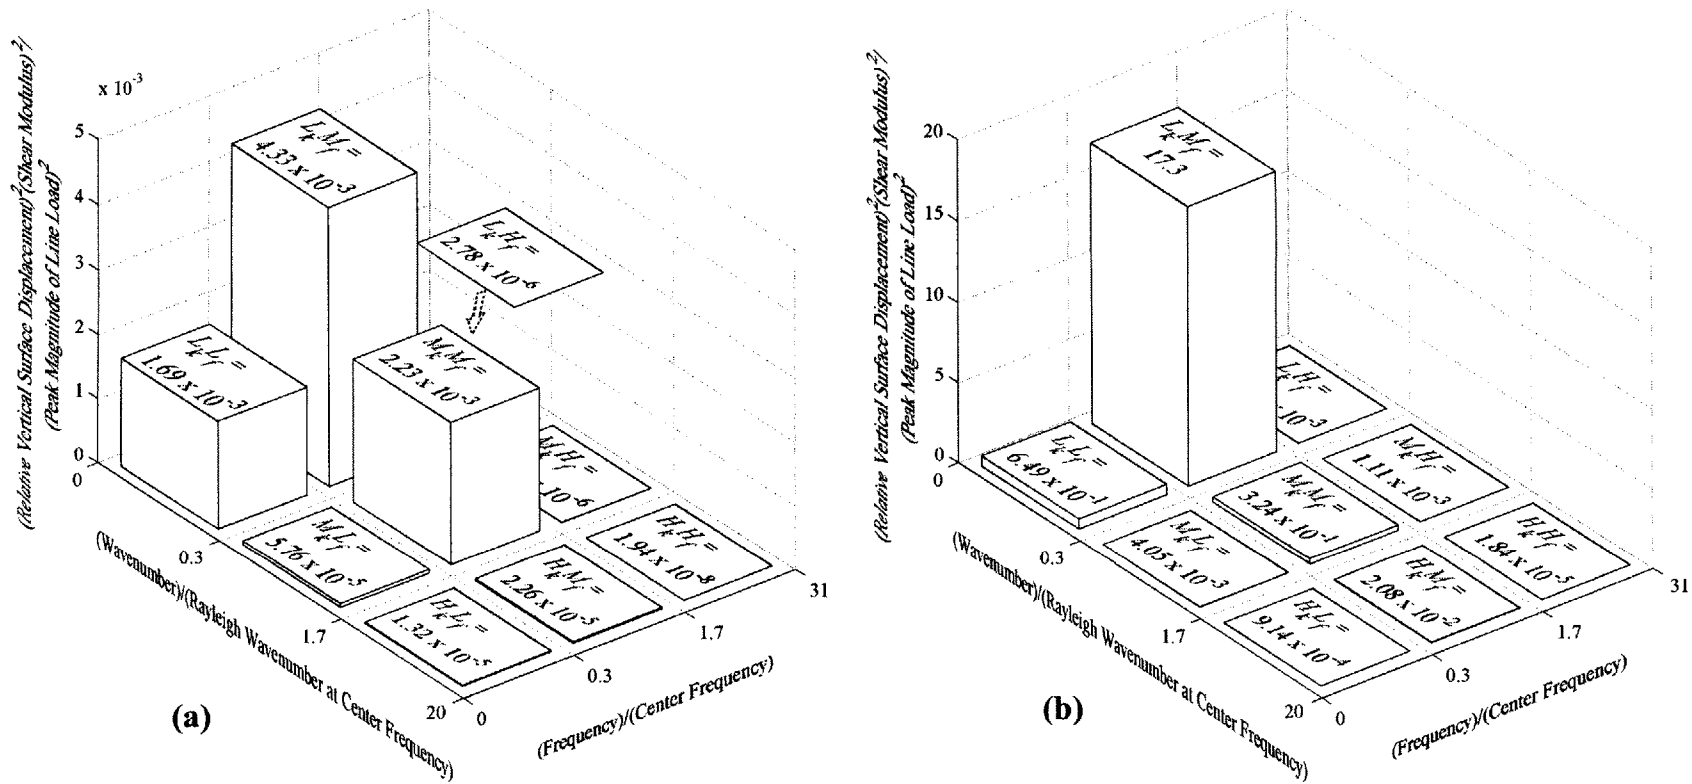 (Relative Vertical Surface Displacement)²(Shear Modulus)²/
(Peak Magnitude of Line Load)²
x 10⁻³
5
4
3
2
1
0
LₖMf =
4.33 x 10⁻³
LₖHf =
2.78 x 10⁻⁶
LₖLf =
1.69 x 10⁻³
MₖMf =
2.23 x 10⁻³
MₖHf =
10⁻⁶
MₖLf =
5.76 x 10⁻⁵
HₖHf =
1.94 x 10⁻⁸
HₖMf =
2.26 x 10⁻⁵
HₖLf =
1.32 x 10⁻⁵
0
0.3
1.7
20
(Wavenumber)/(Rayleigh Wavenumber at Center Frequency)
0
0.3
1.7
31
(Frequency)/(Center Frequency)
(a)
(Relative Vertical Surface Displacement)²(Shear Modulus)²/
(Peak Magnitude of Line Load)²
20
15
10
5
0
LₖMf =
17.3
LₖHf =
10⁻³
LₖLf =
6.49 x 10⁻¹
MₖHf =
1.11 x 10⁻³
MₖMf =
3.24 x 10⁻¹
MₖLf =
4.05 x 10⁻³
HₖHf =
1.84 x 10⁻⁵
HₖMf =
2.08 x 10⁻²
HₖLf =
9.14 x 10⁻⁴
0
0.3
1.7
20
(Wavenumber)/(Rayleigh Wavenumber at Center Frequency)
0
0.3
1.7
31
(Frequency)/(Center Frequency)
(b)